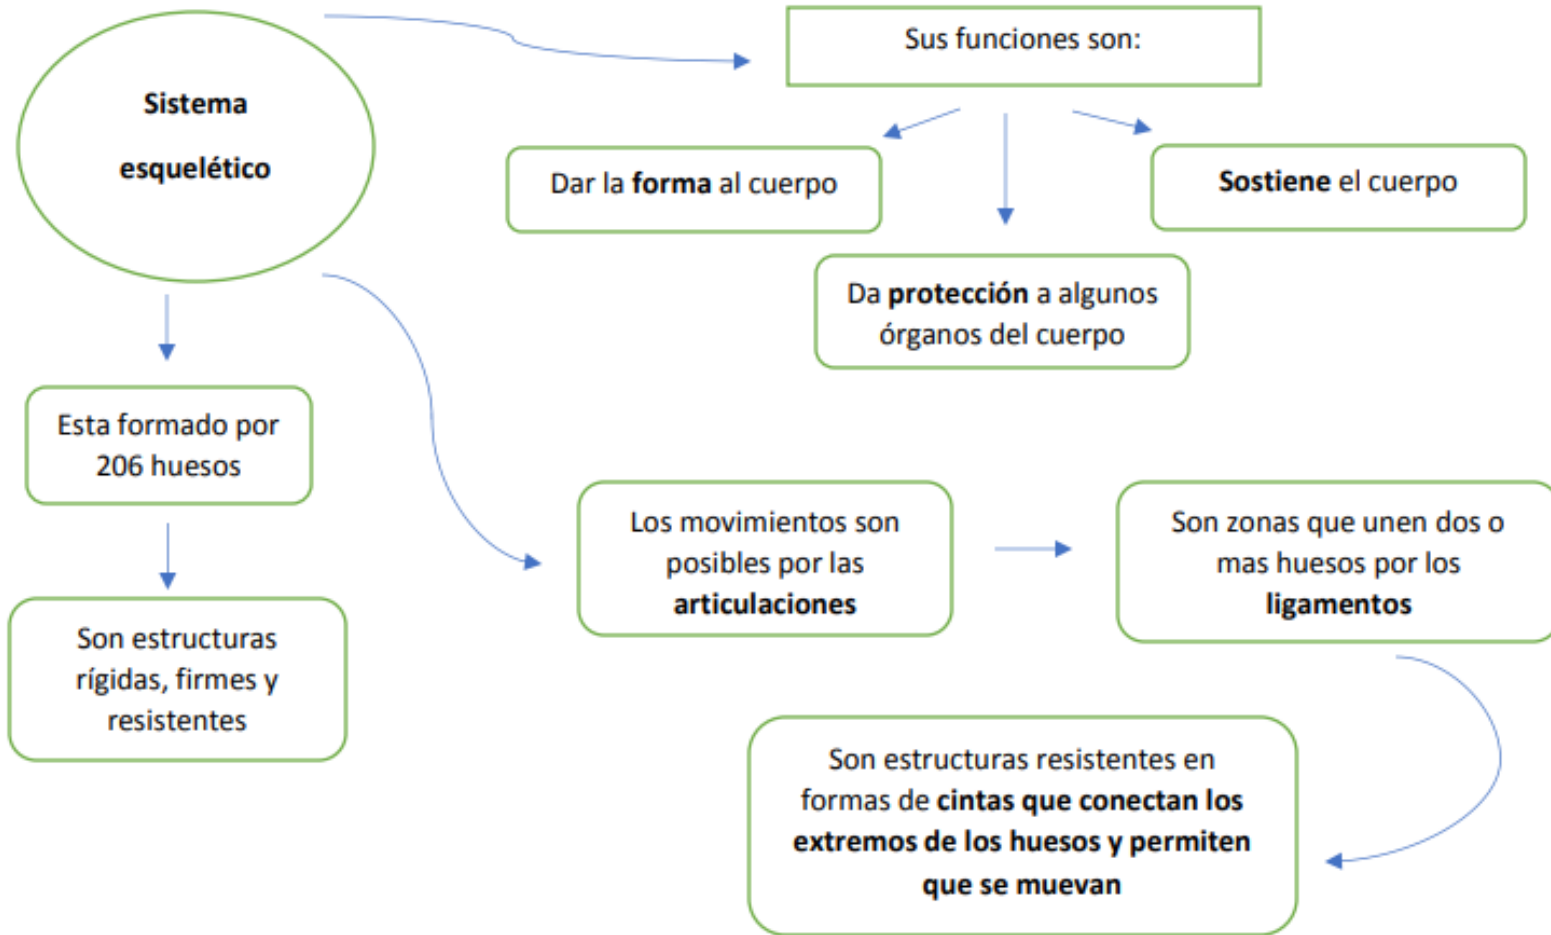 Sistema
esquelético
Sus funciones son:
Dar la forma al cuerpo
Sostiene el cuerpo
Da protección a algunos
órganos del cuerpo
Esta formado por
206 huesos
Son estructuras
rígidas, firmes y
resistentes
Los movimientos son
posibles por las
articulaciones
Son zonas que unen dos o
mas huesos por los
ligamentos
Son estructuras resistentes en
formas de cintas que conectan los
extremos de los huesos y permiten
que se muevan